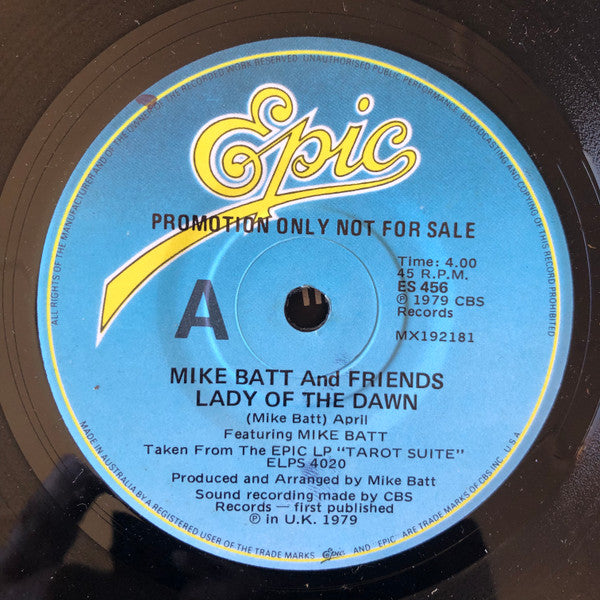 ALL RIGHTS OF THE MANUFACTURER AND OF THE OWNER OF THE RECORDED WORK RESERVED. UNAUTHORISED PUBLIC PERFORMANCE, BROADCASTING AND COPYING OF THIS RECORD PROHIBITED
Epic
PROMOTION ONLY NOT FOR SALE
A
Time: 4.00
45 R.P.M.
ES 456
℗ 1979 CBS
Records
MX192181
MIKE BATT And FRIENDS
LADY OF THE DAWN
(Mike Batt) April
Featuring MIKE BATT
Taken From The EPIC LP "TAROT SUITE"
ELPS 4020
Produced and Arranged by Mike Batt
Sound recording made by CBS
Records — first published
℗ in U.K. 1979
MADE IN AUSTRALIA BY A REGISTERED USER OF THE TRADE MARKS Epic AND "EPIC" ARE TRADE MARKS OF CBS INC. U.S.A